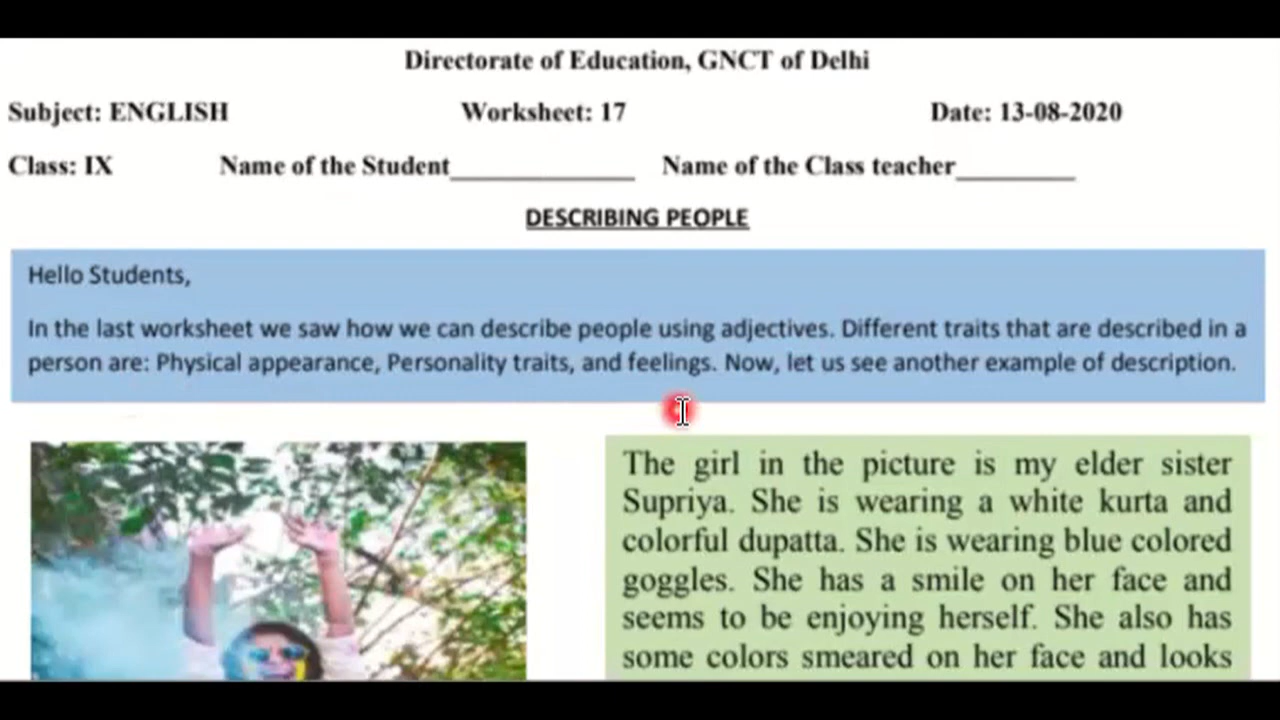 Directorate of Education, GNCT of Delhi
Subject: ENGLISH Worksheet: 17 Date: 13-08-2020
Class: IX Name of the Student_____________ Name of the Class teacher________
DESCRIBING PEOPLE
Hello Students,
In the last worksheet we saw how we can describe people using adjectives. Different traits that are described in a
person are: Physical appearance, Personality traits, and feelings. Now, let us see another example of description.
The girl in the picture is my elder sister
Supriya. She is wearing a white kurta and
colorful dupatta. She is wearing blue colored
goggles. She has a smile on her face and
seems to be enjoying herself. She also has
some colors smeared on her face and looks